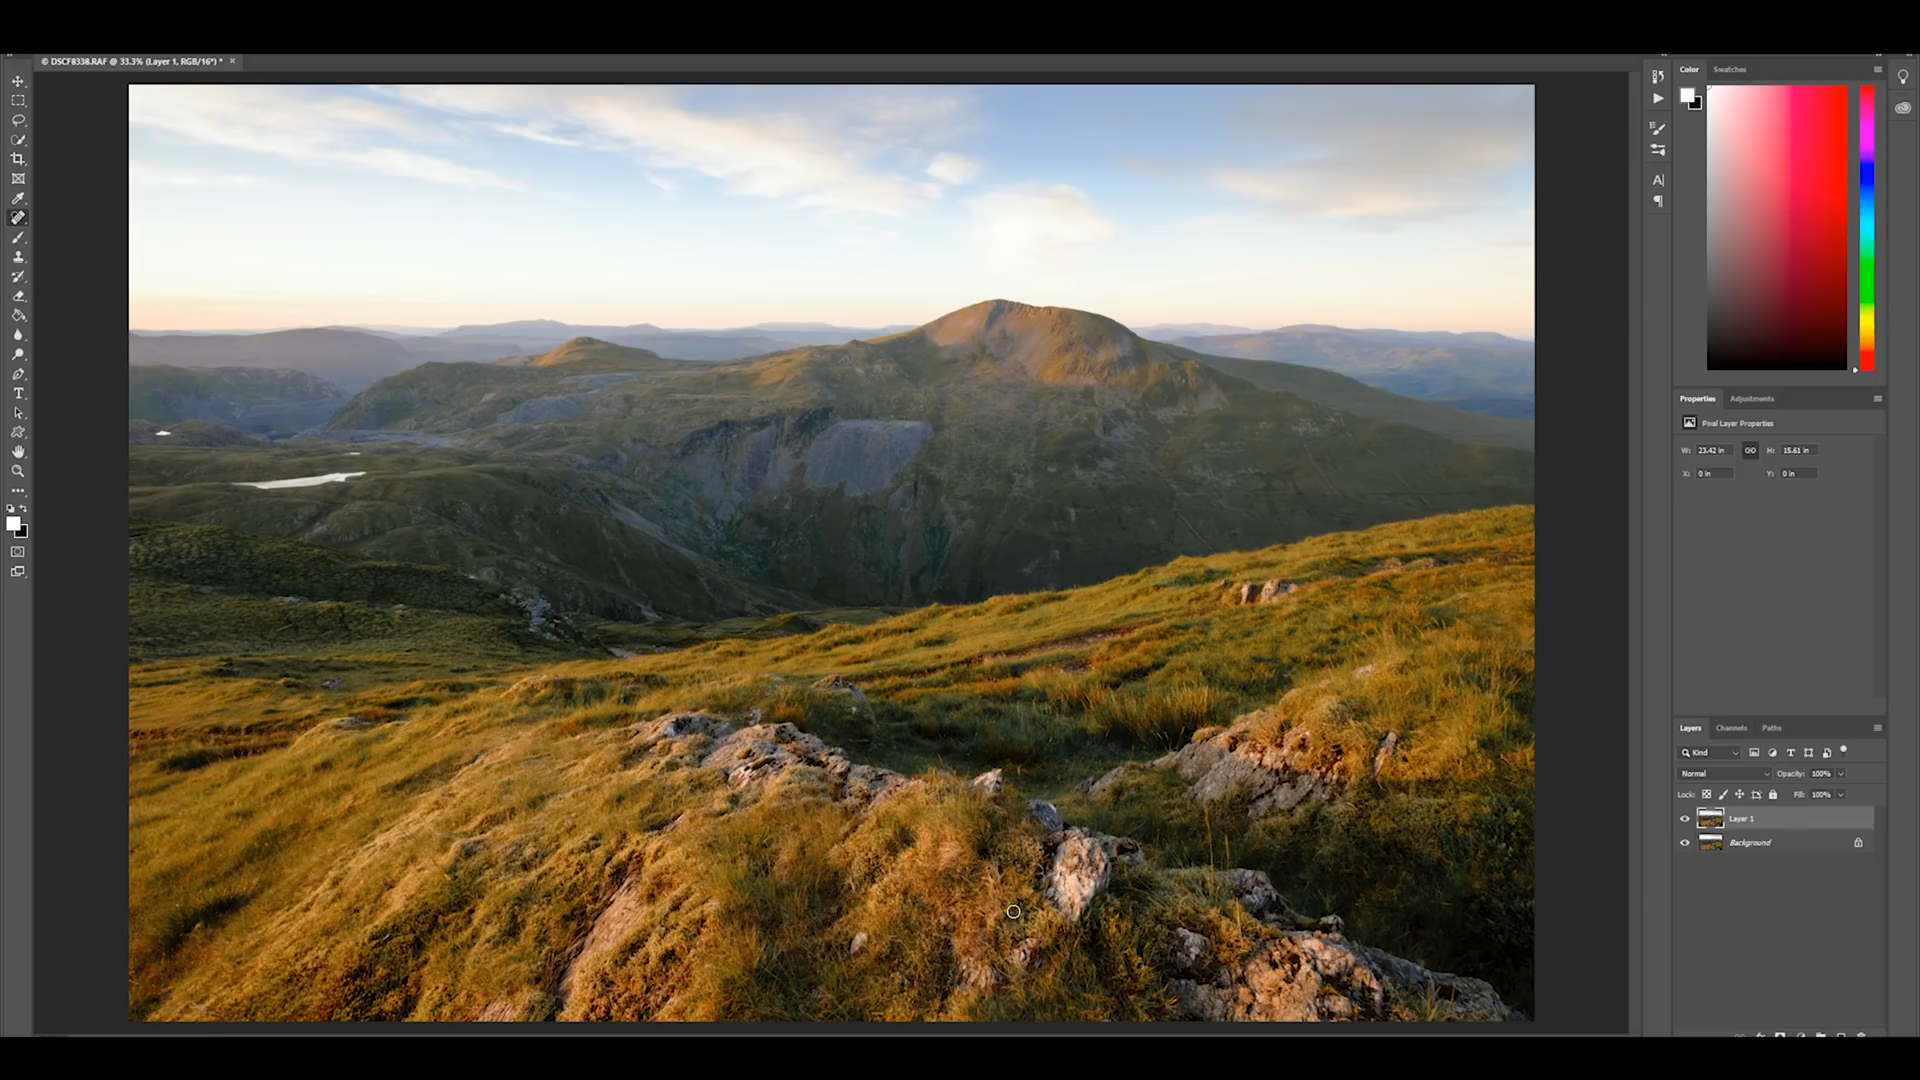 © DSCF8338.RAF @ 33.3% (Layer 1, RGB/16*) * ×
Color Swatches
Properties Adjustments
Pixel Layer Properties
W: 23.42 in H: 15.61 in
X: 0 in Y: 0 in
Layers Channels Paths
Kind
Normal Opacity: 100%
Lock: Fill: 100%
Layer 1
Background